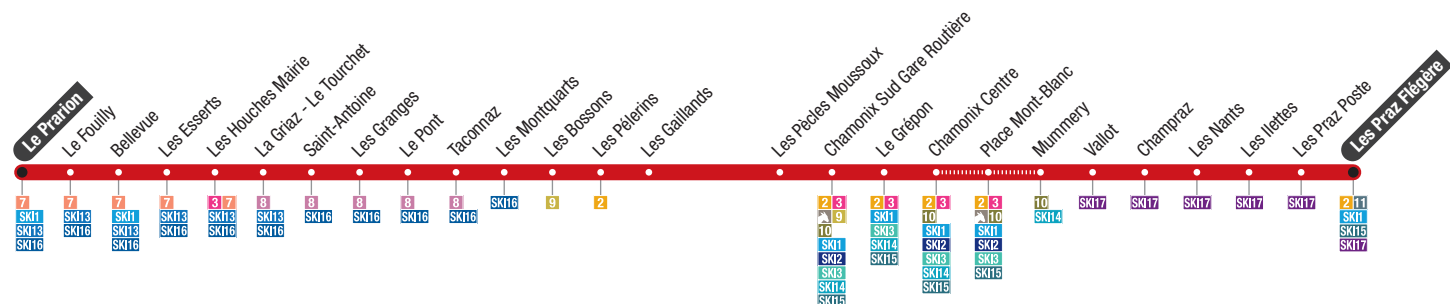 Le Prarion
Le Fouilly
Bellevue
Les Esserts
Les Houches Mairie
La Griaz - Le Tourchet
Saint-Antoine
Les Granges
Le Pont
Taconnaz
Les Montquarts
Les Bossons
Les Pélerins
Les Gaillands
Les Pècles Moussoux
Chamonix Sud Gare Routière
Le Grépon
Chamonix Centre
Place Mont-Blanc
Mummery
Vallot
Champraz
Les Nants
Les Ilettes
Les Praz Poste
Les Praz Flégère
7
SKI1
SKI13
SKI16
7
SKI13
SKI16
7
SKI1
SKI13
SKI16
7
SKI13
SKI16
3 7
SKI13
SKI16
8
SKI13
SKI16
8
SKI16
8
SKI16
8
SKI16
8
SKI16
SKI16
9
2
2 3
9
10
SKI1
SKI2
SKI3
SKI14
SKI15
2 3
SKI1
SKI3
SKI14
SKI15
2 3
10
SKI1
SKI2
SKI3
SKI14
SKI15
2 3
10
SKI1
SKI2
SKI3
SKI15
10
SKI14
SKI17
SKI17
SKI17
SKI17
SKI17
2 11
SKI1
SKI15
SKI17